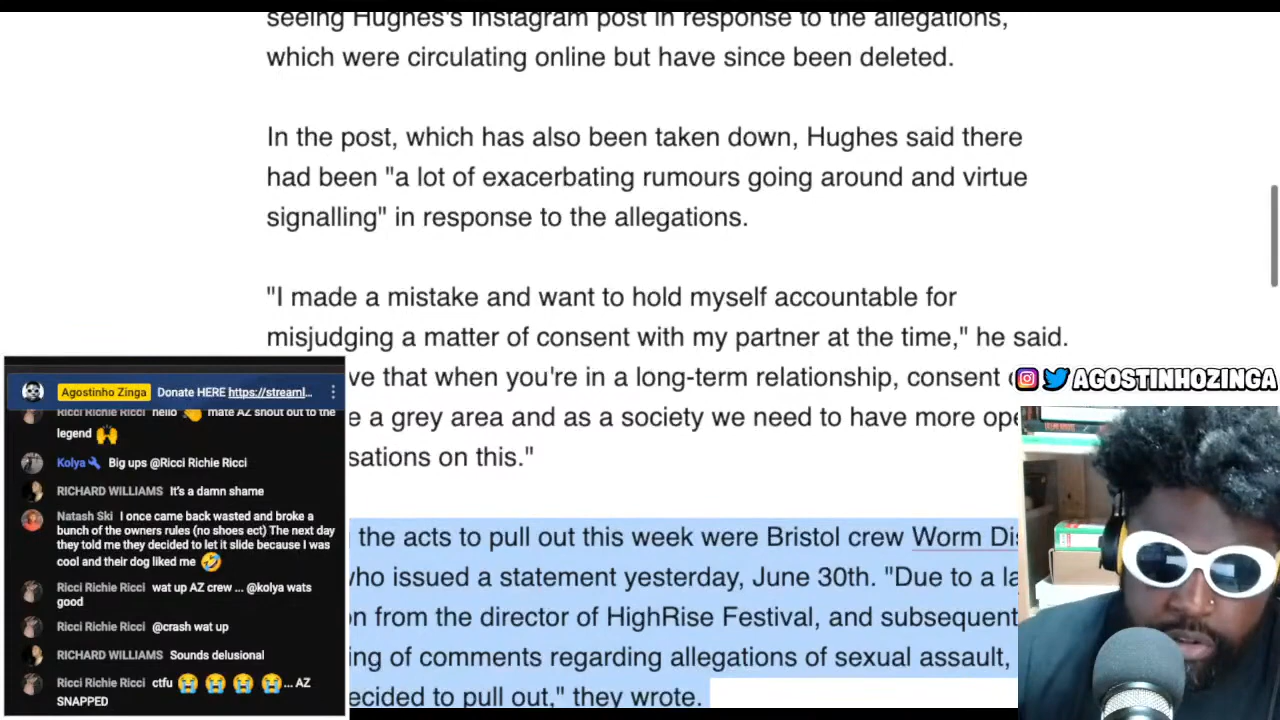 seeing Hughes's Instagram post in response to the allegations,
which were circulating online but have since been deleted.
In the post, which has also been taken down, Hughes said there
had been "a lot of exacerbating rumours going around and virtue
signalling" in response to the allegations.
"I made a mistake and want to hold myself accountable for
misjudging a matter of consent with my partner at the time," he said.
ve that when you're in a long-term relationship, consent
e a grey area and as a society we need to have more ope
sations on this."
the acts to pull out this week were Bristol crew Worm Dis
who issued a statement yesterday, June 30th. "Due to a la
n from the director of HighRise Festival, and subsequent
ing of comments regarding allegations of sexual assault,
ecided to pull out," they wrote.
Agostinho Zinga Donate HERE https://streaml...
Ricci Richie Ricci hello mate AZ shout out to the
legend
Kolya Big ups @Ricci Richie Ricci
RICHARD WILLIAMS It's a damn shame
Natash Ski I once came back wasted and broke a
bunch of the owners rules (no shoes ect) The next day
they told me they decided to let it slide because I was
cool and their dog liked me 🤣
Ricci Richie Ricci wat up AZ crew ... @kolya wats
good
Ricci Richie Ricci @crash wat up
RICHARD WILLIAMS Sounds delusional
Ricci Richie Ricci ctfu 😭 😭 😭 😭... AZ
SNAPPED
AGOSTINHOZINGA